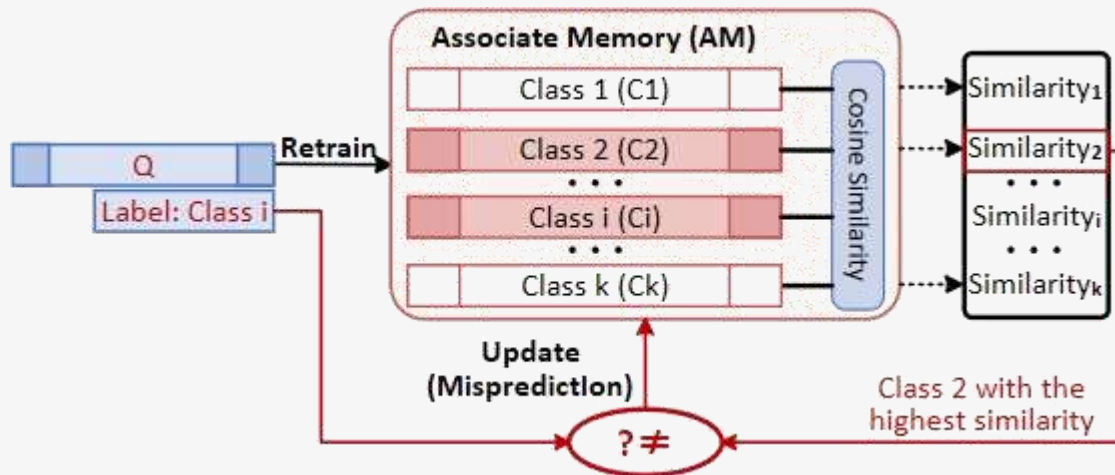 Associate Memory (AM)
Class 1 (C1)
Class 2 (C2)
• • •
Class i (Ci)
• • •
Class k (Ck)
Cosine Similarity
Similarity₁
Similarity₂
• • •
Similarityᵢ
• • •
Similarityₖ
Q
Label: Class i
Retrain
Update
(MispredictIon)
? ≠
Class 2 with the
highest similarity